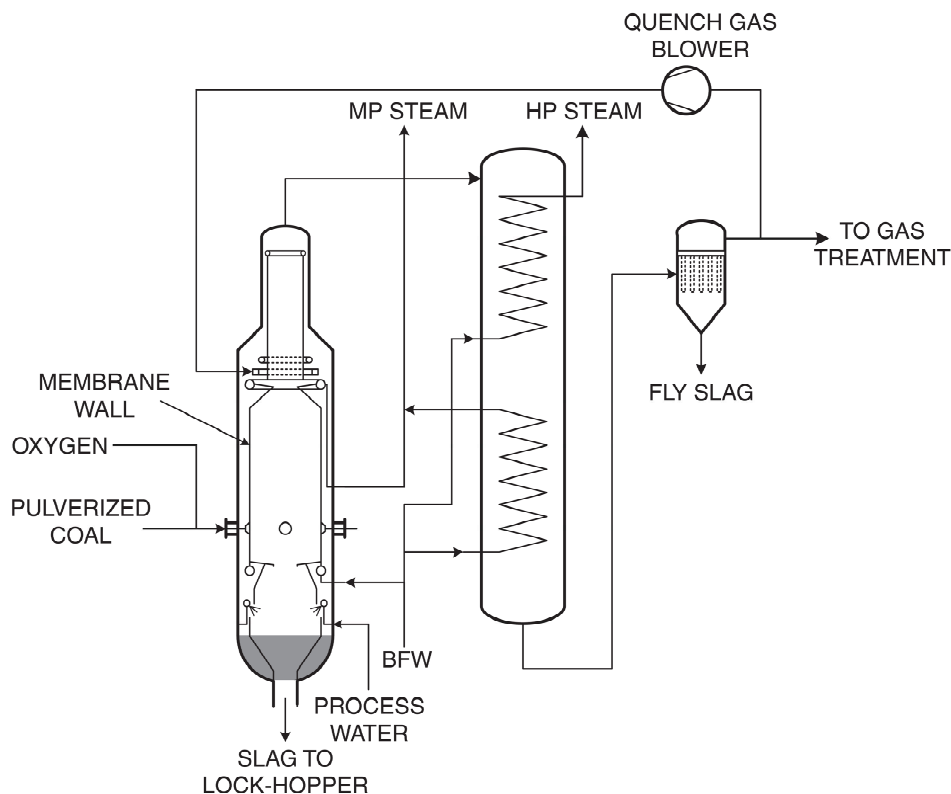 QUENCH GAS
BLOWER
MP STEAM
HP STEAM
TO GAS
TREATMENT
MEMBRANE
WALL
FLY SLAG
OXYGEN
PULVERIZED
COAL
BFW
PROCESS
WATER
SLAG TO
LOCK-HOPPER